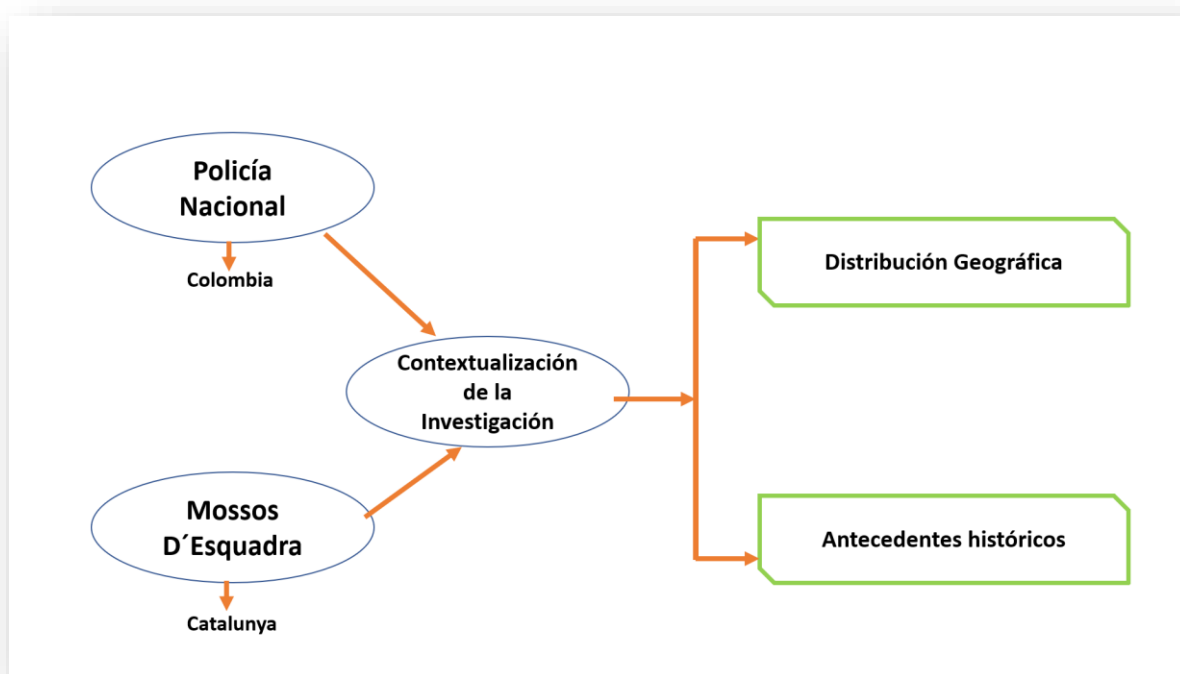 Policía
Nacional
Colombia
Contextualización
de la
Investigación
Mossos
D´Esquadra
Catalunya
Distribución Geográfica
Antecedentes históricos